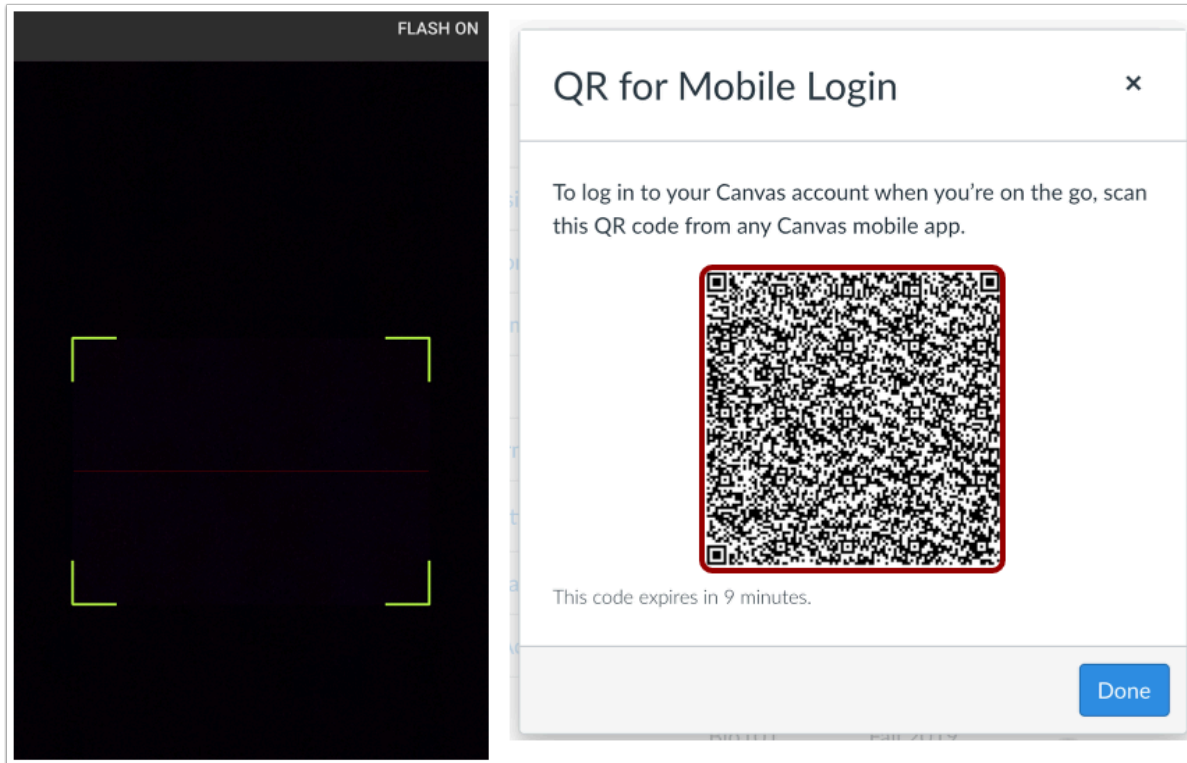 FLASH ON
QR for Mobile Login
×
To log in to your Canvas account when you're on the go, scan
this QR code from any Canvas mobile app.
This code expires in 9 minutes.
Done